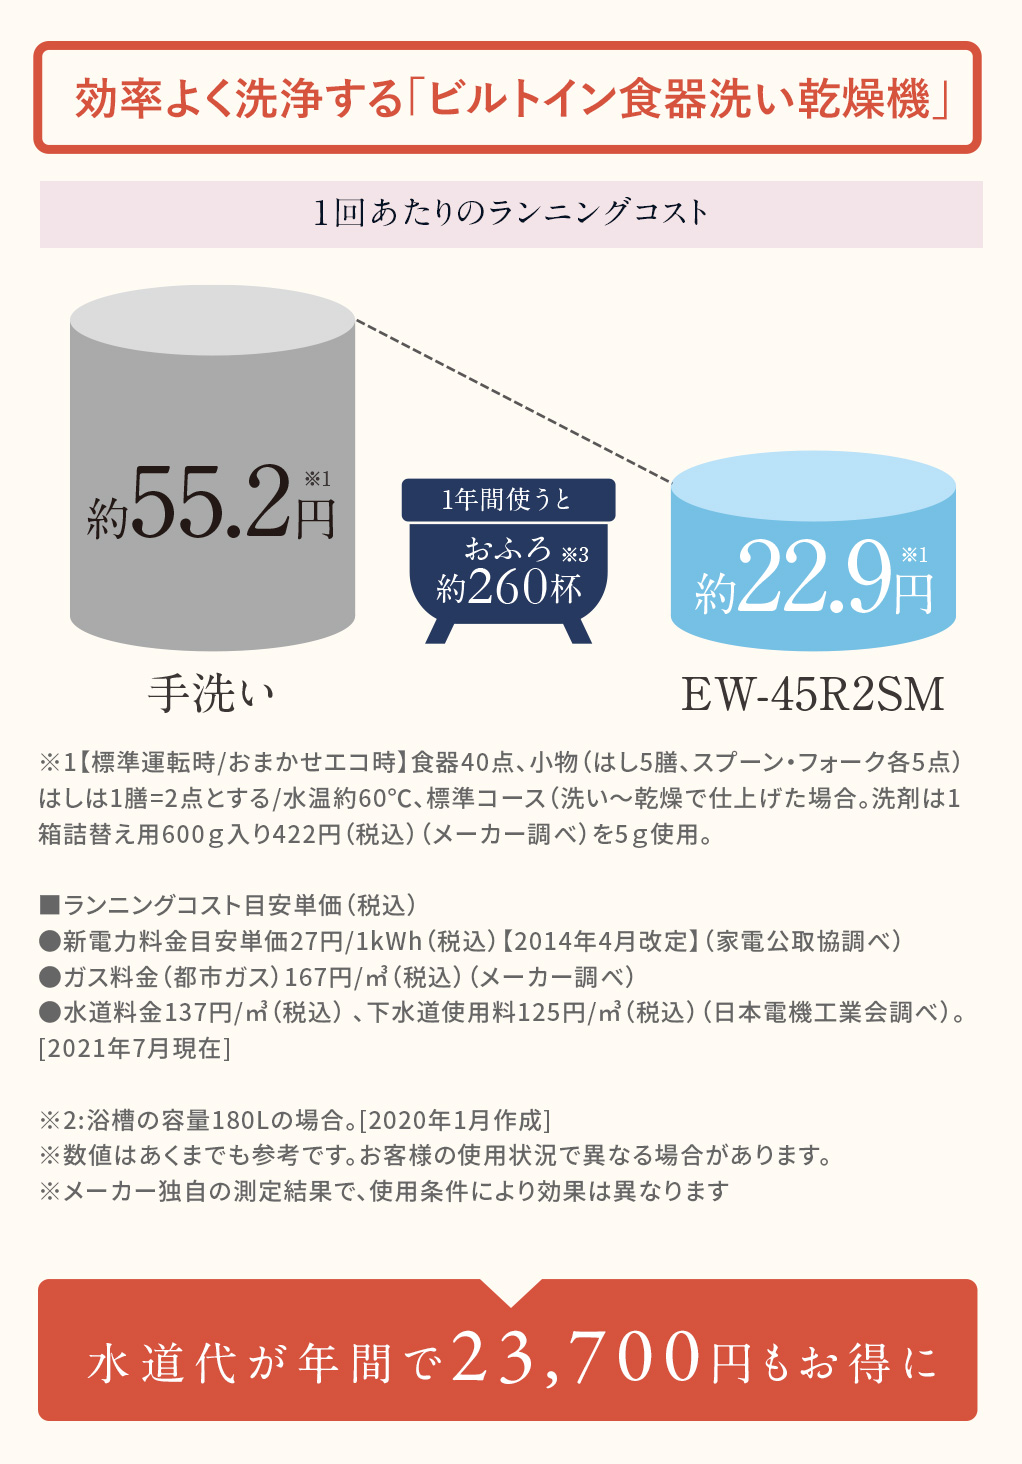 効率よく洗浄する「ビルトイン食器洗い乾燥機」
1回あたりのランニングコスト
約55.2円※1
1年間使うと
おふろ※3
約260杯
約22.9円※1
手洗い
EW-45R2SM
※1【標準運転時/おまかせエコ時】食器40点、小物（はし5膳、スプーン・フォーク各5点）
はしは1膳=2点とする/水温約60℃、標準コース（洗い～乾燥で仕上げた場合。洗剤は1
箱詰替え用600ｇ入り422円（税込）（メーカー調べ）を5ｇ使用。
■ランニングコスト目安単価（税込）
●新電力料金目安単価27円/1kWh（税込）【2014年4月改定】（家電公取協調べ）
●ガス料金（都市ガス）167円/㎥（税込）（メーカー調べ）
●水道料金137円/㎥（税込）、下水道使用料125円/㎥（税込）（日本電機工業会調べ）。
[2021年7月現在]
※2:浴槽の容量180Lの場合。[2020年1月作成]
※数値はあくまでも参考です。お客様の使用状況で異なる場合があります。
※メーカー独自の測定結果で、使用条件により効果は異なります
水道代が年間で23,700円もお得に